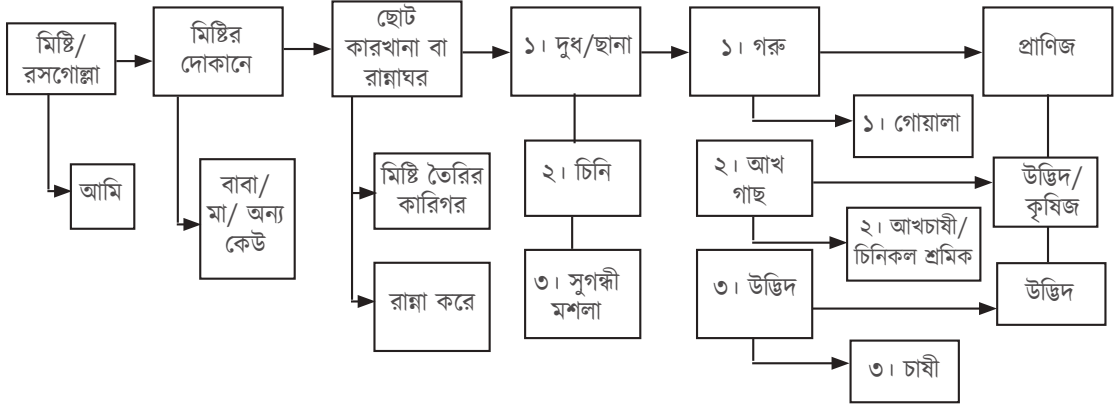 মিষ্টি/
রসগোল্লা
মিষ্টির
দোকানে
ছোট
কারখানা বা
রান্নাঘর
১। দুধ/ছানা
১। গরু
প্রাণিজ
১। গোয়ালা
আমি
বাবা/
মা/ অন্য
কেউ
মিষ্টি তৈরির
কারিগর
২। চিনি
২। আখ
গাছ
উদ্ভিদ/
কৃষিজ
২। আখচাষী/
চিনিকল শ্রমিক
রান্না করে
৩। সুগন্ধী
মশলা
৩। উদ্ভিদ
উদ্ভিদ
৩। চাষী